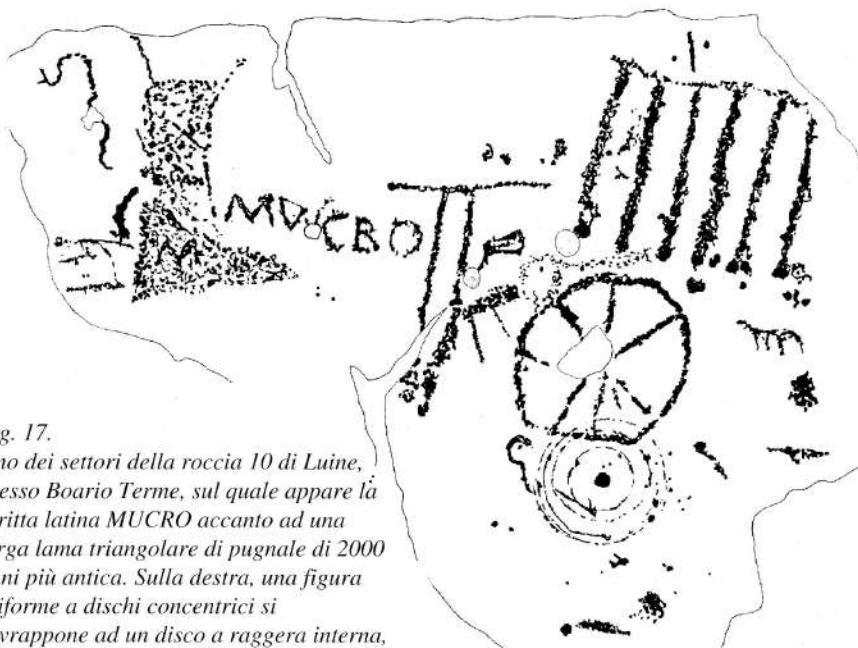 MUCRO
M
g. 17.
no dei settori della roccia 10 di Luine,
esso Boario Terme, sul quale appare la
ritta latina MUCRO accanto ad una
rga lama triangolare di pugnale di 2000
ni più antica. Sulla destra, una figura
iforme a dischi concentrici si
vrappone ad un disco a raggera interna,